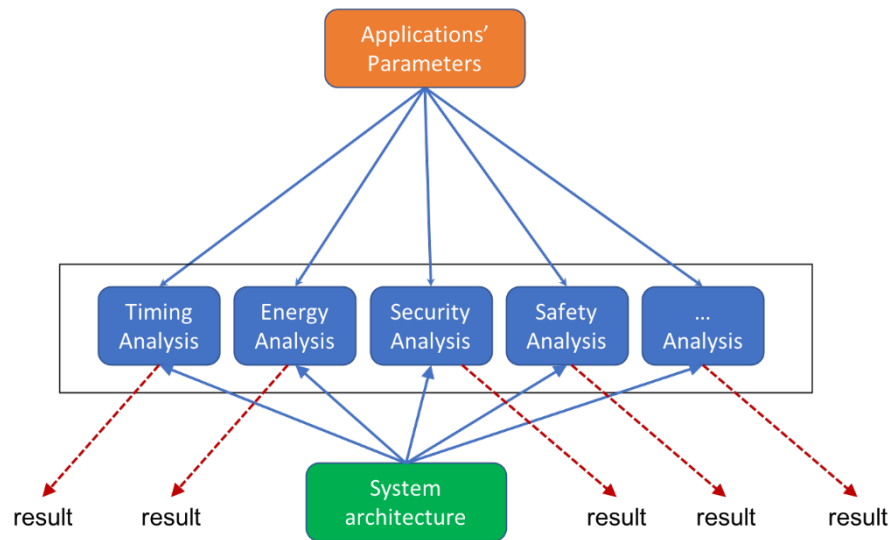 Applications'
Parameters
Timing
Analysis
Energy
Analysis
Security
Analysis
Safety
Analysis
...
Analysis
System
architecture
result
result
result
result
result